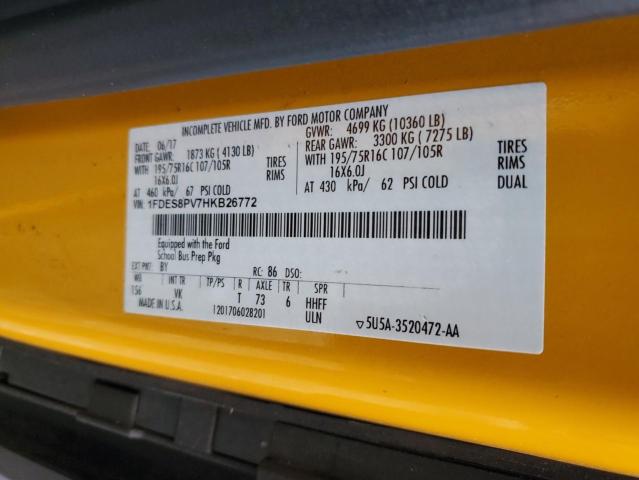 INCOMPLETE VEHICLE MFD. BY FORD MOTOR COMPANY
DATE: 06/17 GVWR: 4699 KG (10360 LB)
FRONT GAWR: 1873 KG (4130 LB) REAR GAWR: 3300 KG (7275 LB)
WITH 195/75R16C 107/105R TIRES WITH 195/75R16C 107/105R TIRES
16X6.0J RIMS 16X6.0J RIMS
AT 460 kPa/ 67 PSI COLD AT 430 kPa/ 62 PSI COLD DUAL
VIN: 1FDES8PV7HKB26772
Equipped with the Ford
School Bus Prep Pkg
EXT PNT: BY RC: 86 DSO:
WB INT TR TP/PS R AXLE TR SPR
156 VK T 73 6 HHFF
MADE IN U.S.A. 1201706028201 ULN ▽5U5A-3520472-AA